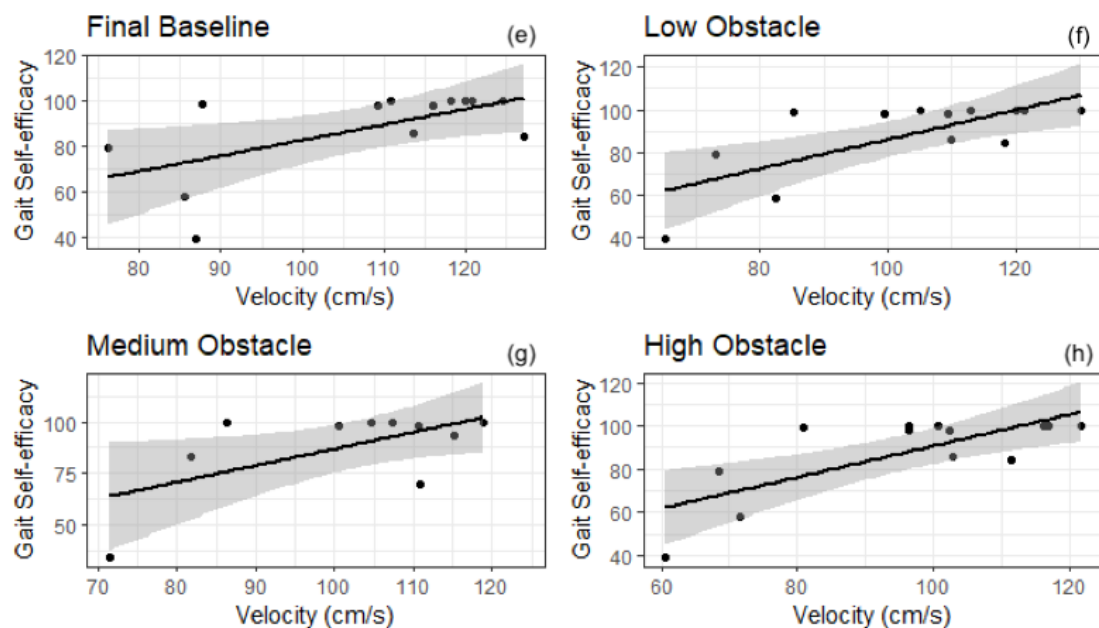 Final Baseline (e)
Gait Self-efficacy
120
100
80
60
40
80 90 100 110 120
Velocity (cm/s)
Low Obstacle (f)
Gait Self-efficacy
120
100
80
60
40
80 100 120
Velocity (cm/s)
Medium Obstacle (g)
Gait Self-efficacy
100
75
50
70 80 90 100 110 120
Velocity (cm/s)
High Obstacle (h)
Gait Self-efficacy
120
100
80
60
40
60 80 100 120
Velocity (cm/s)